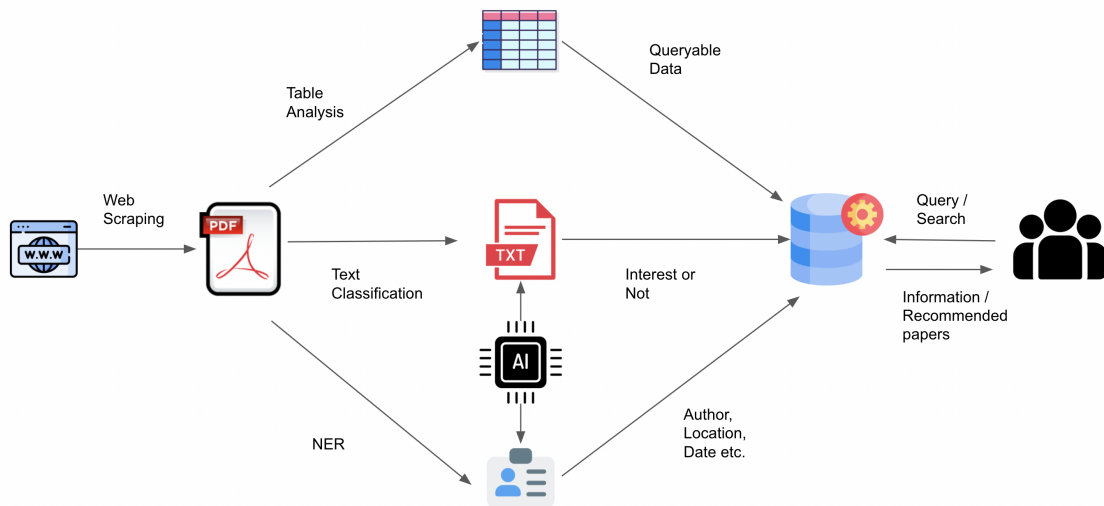 Queryable
Data
Table
Analysis
Web
Scraping
Query /
Search
PDF
W.W.W
TXT
Text
Classification
Interest or
Not
Information /
Recommended
papers
AI
Author,
Location,
Date etc.
NER